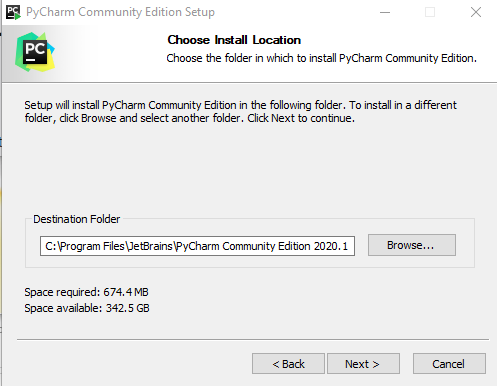 PC
PyCharm Community Edition Setup
PC
Choose Install Location
Choose the folder in which to install PyCharm Community Edition.
Setup will install PyCharm Community Edition in the following folder. To install in a different
folder, click Browse and select another folder. Click Next to continue.
Destination Folder
C:\Program Files\JetBrains\PyCharm Community Edition 2020.1
Browse...
Space required: 674.4 MB
Space available: 342.5 GB
< Back
Next >
Cancel